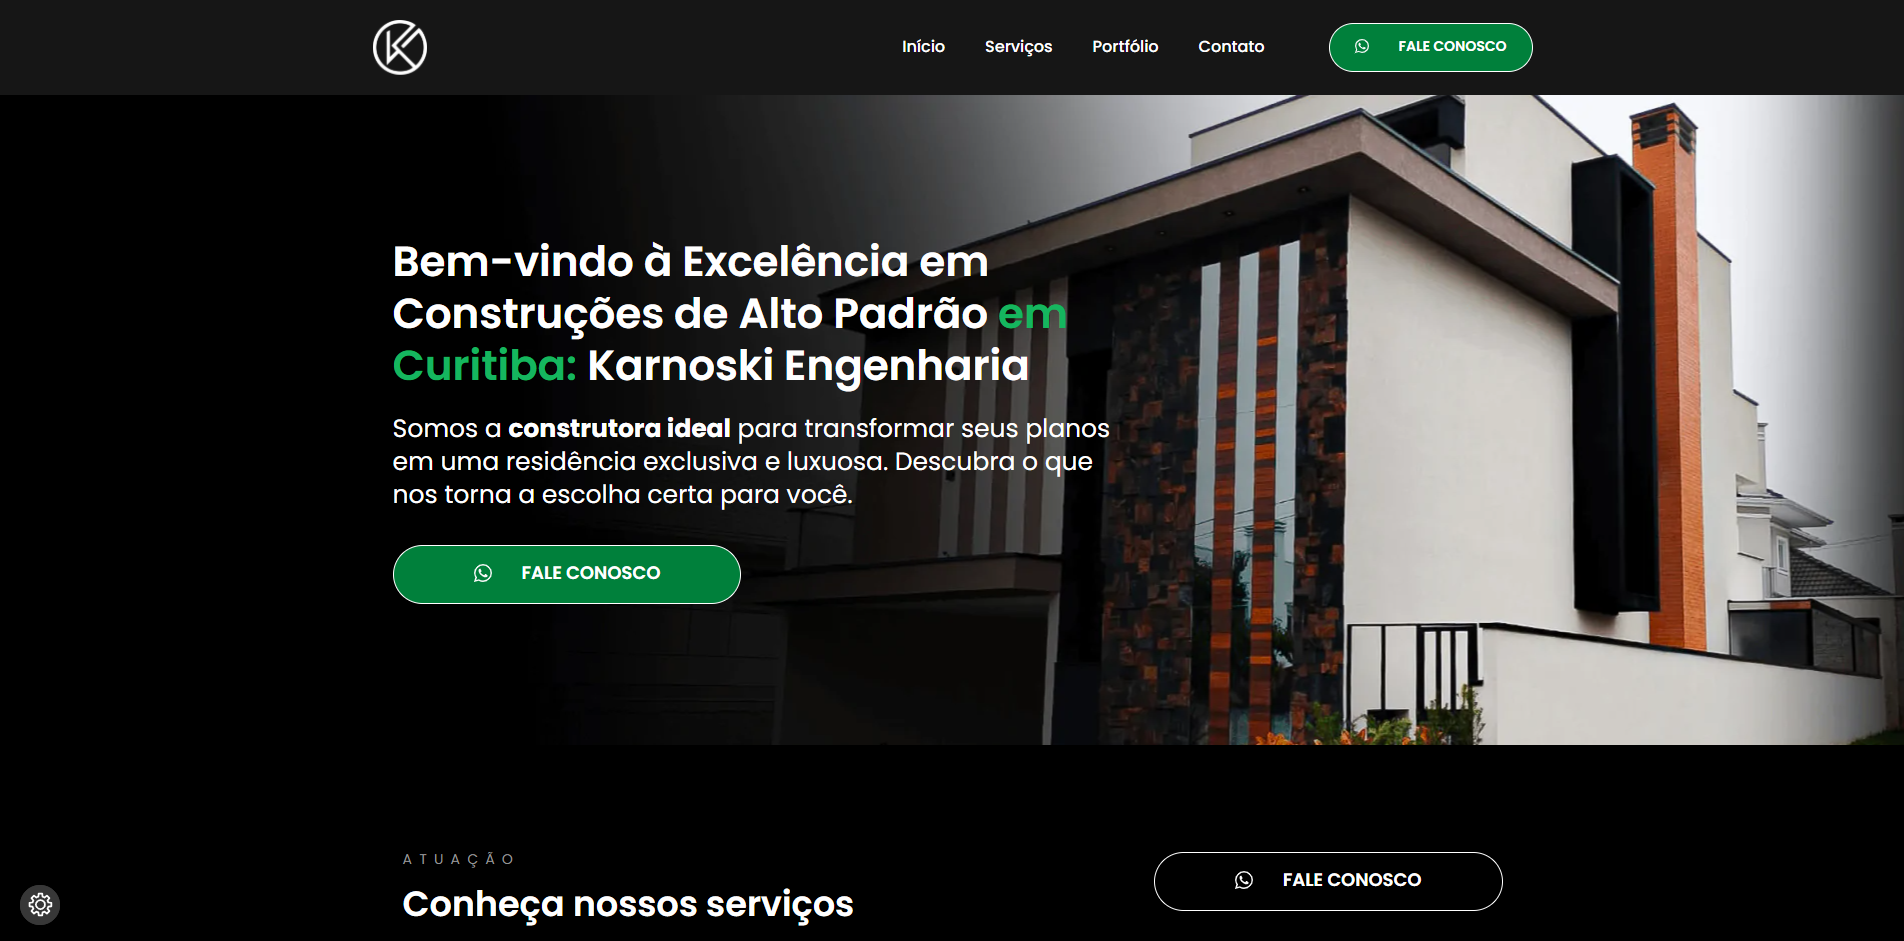 Início
Serviços
Portfólio
Contato
FALE CONOSCO
Bem-vindo à Excelência em
Construções de Alto Padrão em
Curitiba: Karnoski Engenharia
Somos a construtora ideal para transformar seus planos
em uma residência exclusiva e luxuosa. Descubra o que
nos torna a escolha certa para você.
FALE CONOSCO
ATUAÇÃO
Conheça nossos serviços
FALE CONOSCO